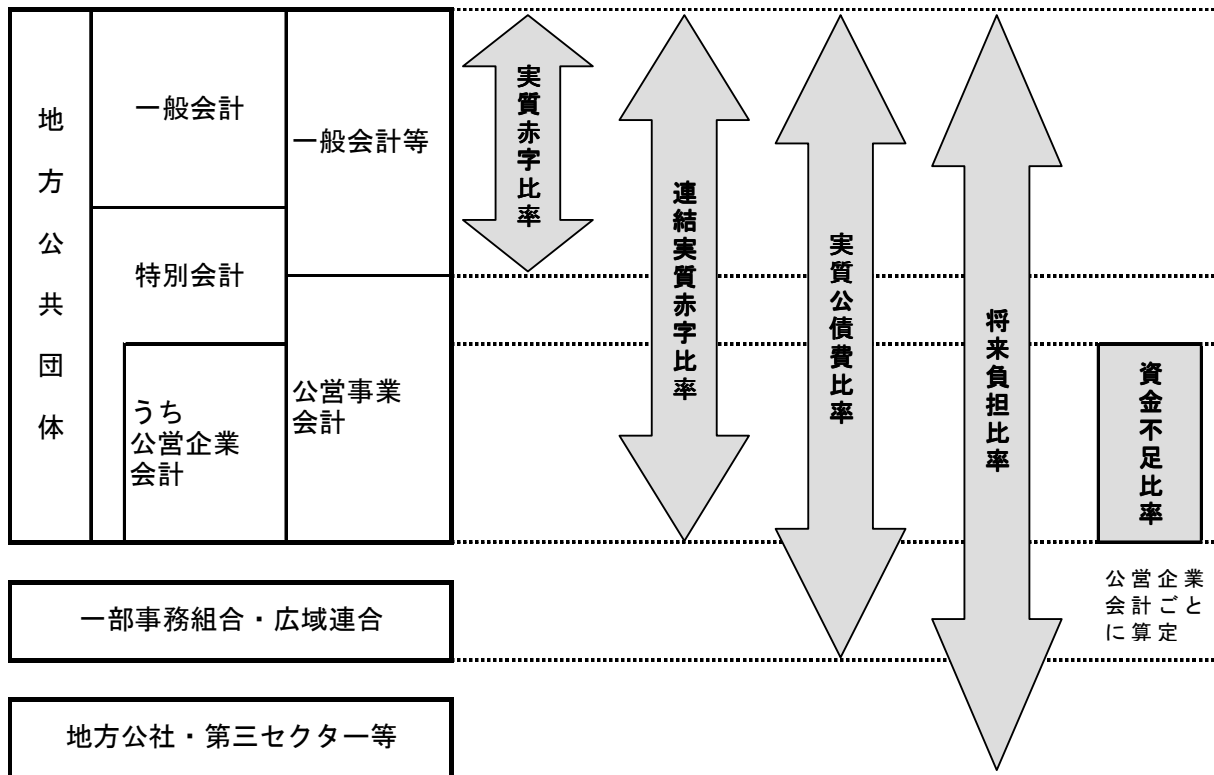 地方公共団体
一般会計
特別会計
うち
公営企業
会計
一般会計等
公営事業
会計
実質赤字比率
連結実質赤字比率
実質公債費比率
将来負担比率
資金不足比率
公営企業
会計ごと
に算定
一部事務組合・広域連合
地方公社・第三セクター等